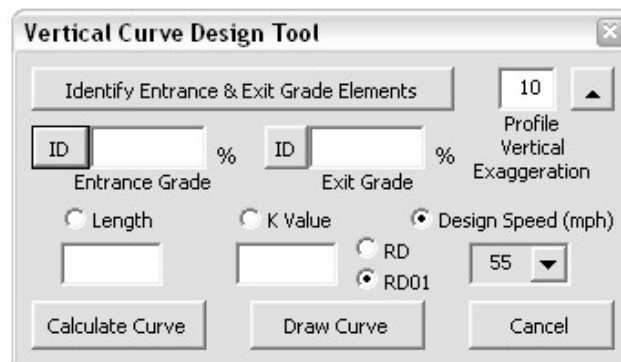 Vertical Curve Design Tool
Identify Entrance & Exit Grade Elements
10
Profile
Vertical
Exaggeration
ID
%
Entrance Grade
ID
%
Exit Grade
Length
K Value
RD
RD01
Design Speed (mph)
55
Calculate Curve
Draw Curve
Cancel